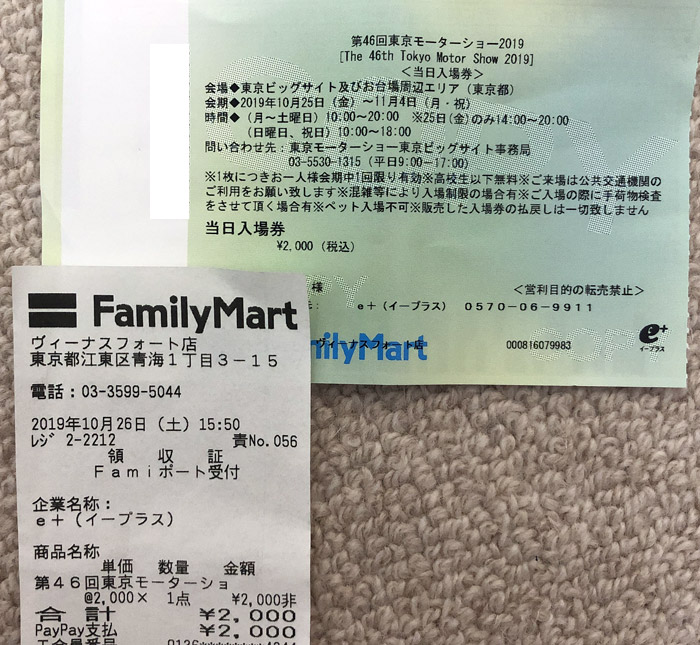 第46回東京モーターショー2019
[The 46th Tokyo Motor Show 2019]
＜当日入場券＞
会場◆東京ビッグサイト及びお台場周辺エリア（東京都）
会期◆2019年10月25日（金）～11月4日（月・祝）
時間◆（月～土曜日）10:00～20:00　※25日(金)のみ14:00～20:00
（日曜日、祝日）10:00～18:00
問い合わせ先：東京モーターショー東京ビッグサイト事務局
03-5530-1315（平日9:00-17:00）
※1枚につきお一人様会期中1回限り有効※高校生以下無料※ご来場は公共交通機関の
ご利用をお願い致します※混雑等により入場制限の場合有※ご入場の際に手荷物検査
をさせて頂く場合有※ペット入場不可※販売した入場券の払戻しは一切致しません
当日入場券
¥2,000（税込）
様
＜営利目的の転売禁止＞
： e+（イープラス） 0570-06-9911
milyMart
ヴィーナスフォート店
000816079983
e+
イープラス
FamilyMart
ヴィーナスフォート店
東京都江東区青海１丁目３－１５
電話：03-3599-5044
2019年10月26日（土）15:50
ﾚｼﾞ 2-2212 責No.056
領　収　証
Ｆａｍｉポート受付
企業名称：
ｅ＋（イープラス）
商品名称
単価　数量　金額
第４６回東京モーターショ
@2,000× 1点 ¥2,000非
合　計 ¥2,000
PayPay支払 ¥2,000